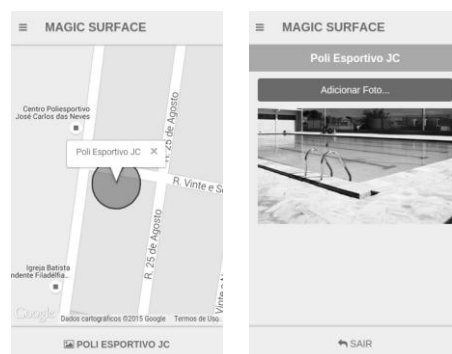 MAGIC SURFACE
Centro Poliesportivo
José Carlos das Neves
R. 25 de Agosto
Poli Esportivo JC ×
R. Vinte e S
R. 25 de Agosto
Igreja Batista
ndente Filadélfia...
Vinte
Google
Dados cartográficos ©2015 Google Termos de Uso
POLI ESPORTIVO JC
MAGIC SURFACE
Poli Esportivo JC
Adicionar Foto...
SAIR